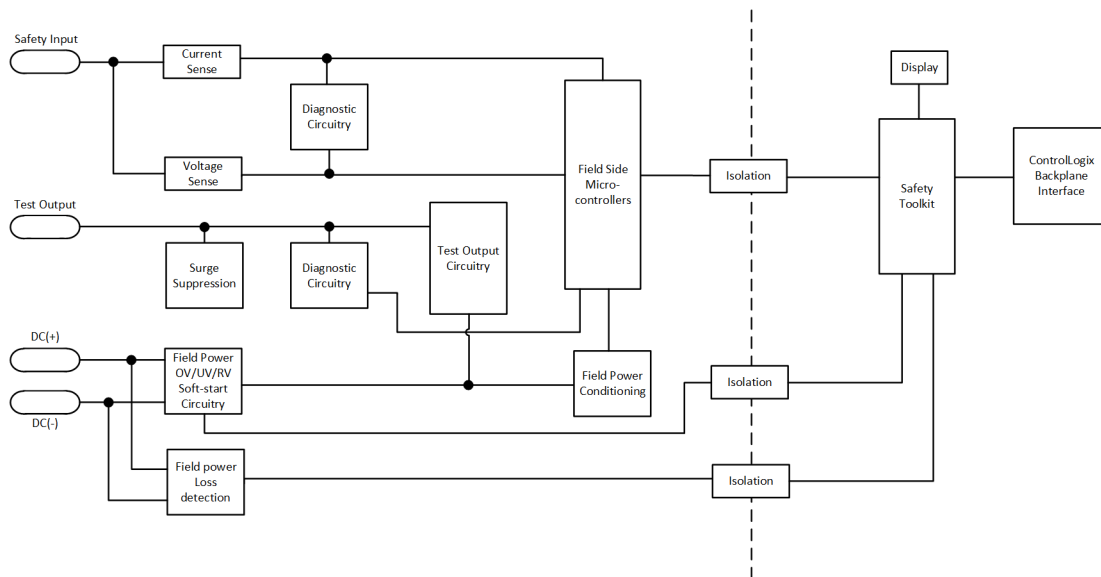 Safety Input
Current
Sense
Diagnostic
Circuitry
Voltage
Sense
Field Side
Micro-
controllers
Isolation
Display
Safety
Toolkit
ControlLogix
Backplane
Interface
Test Output
Surge
Suppression
Diagnostic
Circuitry
Test Output
Circuitry
DC(+)
DC(-)
Field Power
OV/UV/RV
Soft-start
Circuitry
Field Power
Conditioning
Isolation
Field power
Loss
detection
Isolation